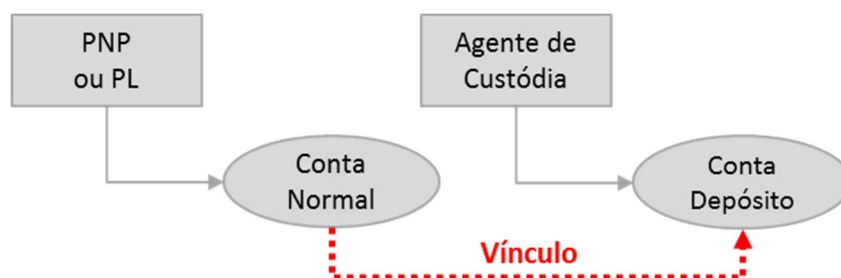 PNP
ou PL
Agente de
Custódia
Conta
Normal
Conta
Depósito
Vínculo